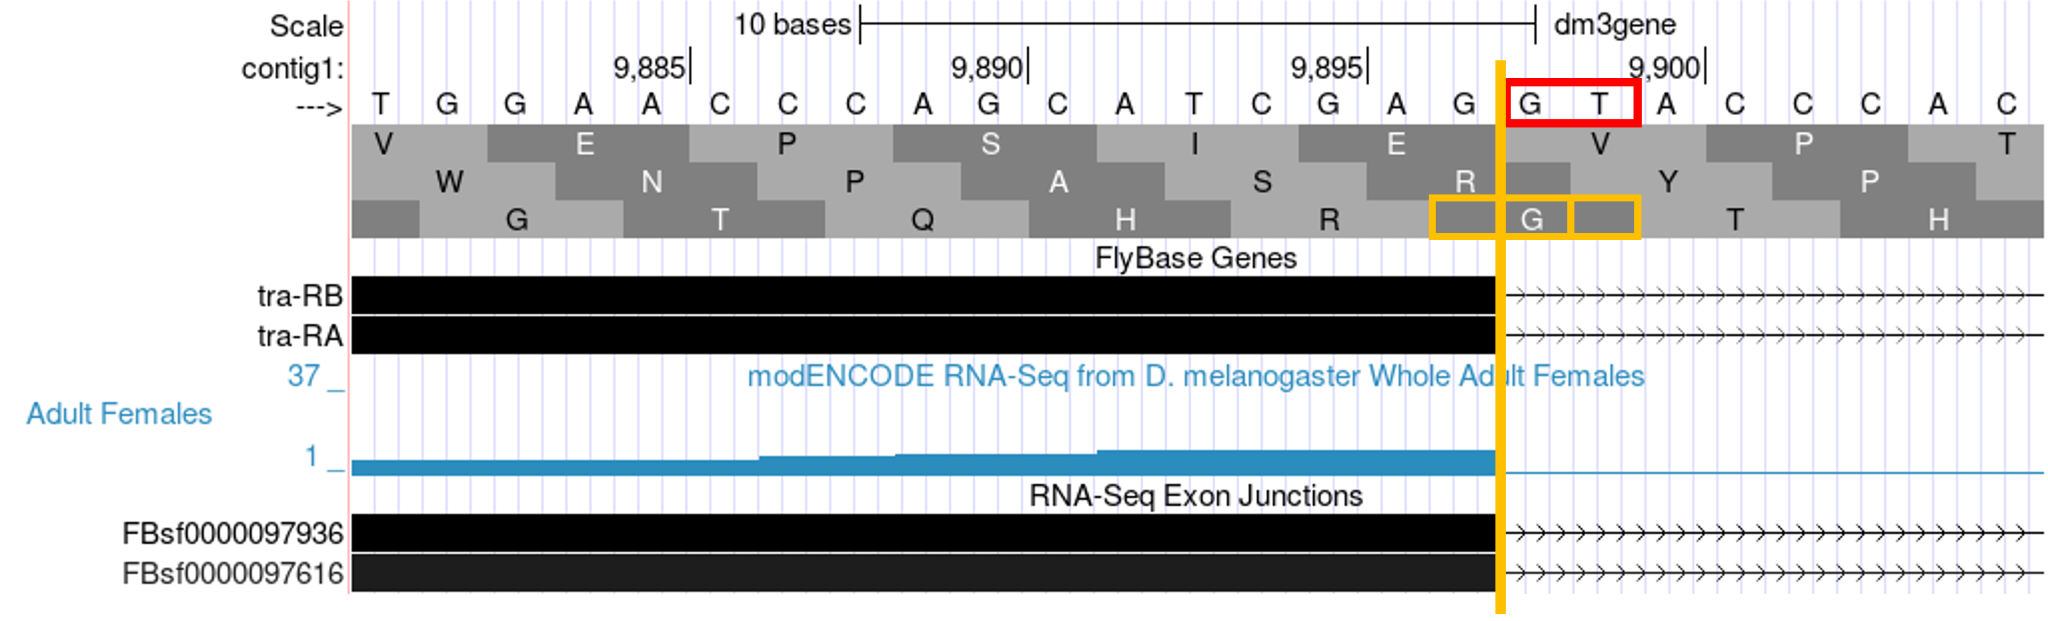 Scale 10 bases dm3gene
contig1: 9,885 9,890 9,895 9,900
---> T G G A A C C C A G C A T C G A G G T A C C C A C
V E P S I E V P T
W N P A S R Y P
G T Q H R G T H
FlyBase Genes
tra-RB
tra-RA
37 _ modENCODE RNA-Seq from D. melanogaster Whole Adult Females
Adult Females
1 _
RNA-Seq Exon Junctions
FBsf0000097936
FBsf0000097616